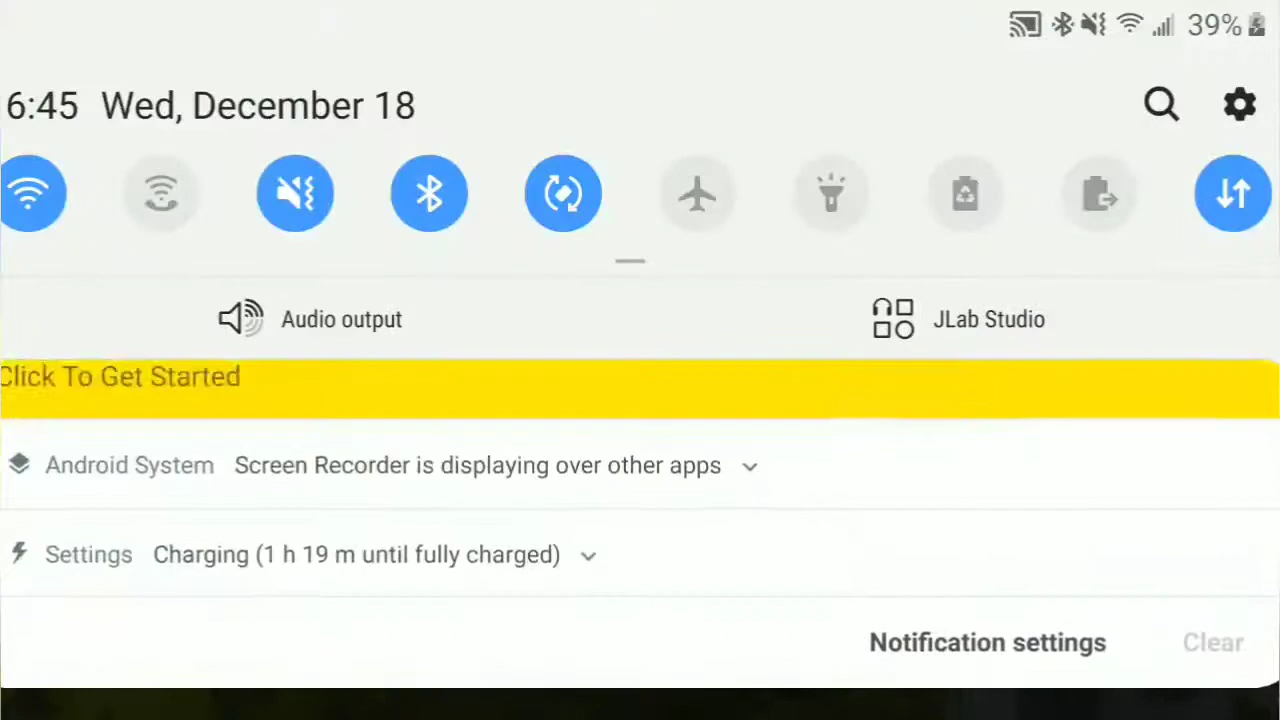 39%
6:45 Wed, December 18
Audio output
JLab Studio
Click To Get Started
Android System Screen Recorder is displaying over other apps
Settings Charging (1 h 19 m until fully charged)
Notification settings Clear